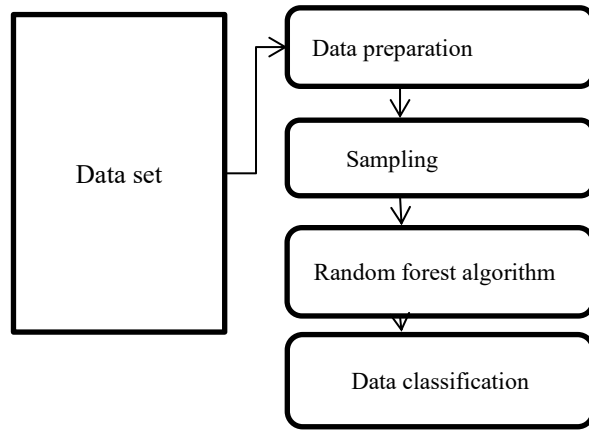 Data set
Data preparation
Sampling
Random forest algorithm
Data classification